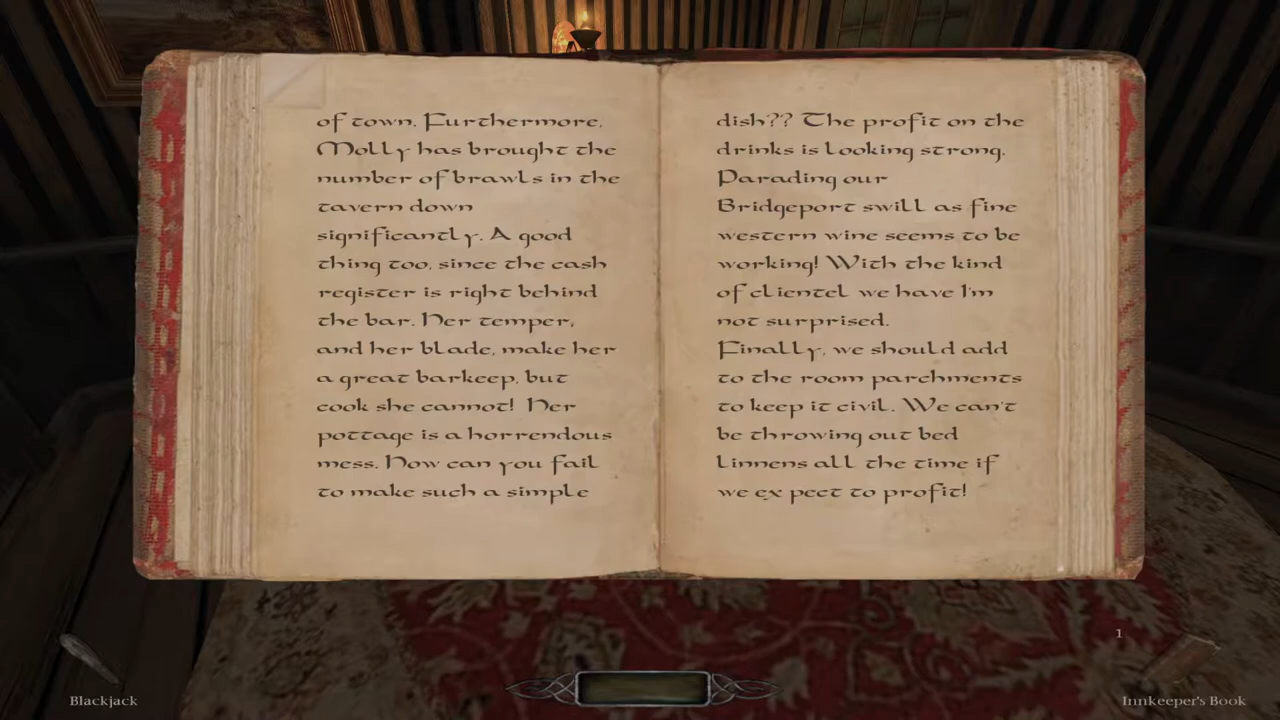 of town. Furthermore,
Molly has brought the
number of brawls in the
tavern down
significantly. A good
thing too, since the cash
register is right behind
the bar. Her temper,
and her blade, make her
a great barkeep, but
cook she cannot! Her
pottage is a horrendous
mess. How can you fail
to make such a simple
dish?? The profit on the
drinks is looking strong.
Parading our
Bridgeport swill as fine
western wine seems to be
working! With the kind
of clientel we have I'm
not surprised.
Finally, we should add
to the room parchments
to keep it civil. We can't
be throwing out bed
linnens all the time if
we expect to profit!
1
Blackjack
Innkeeper's Book